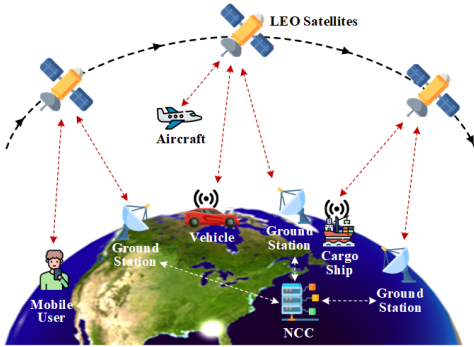 LEO Satellites
Aircraft
Vehicle
Ground
Station
Ground
Station
Cargo
Ship
Mobile
User
NCC
Ground
Station